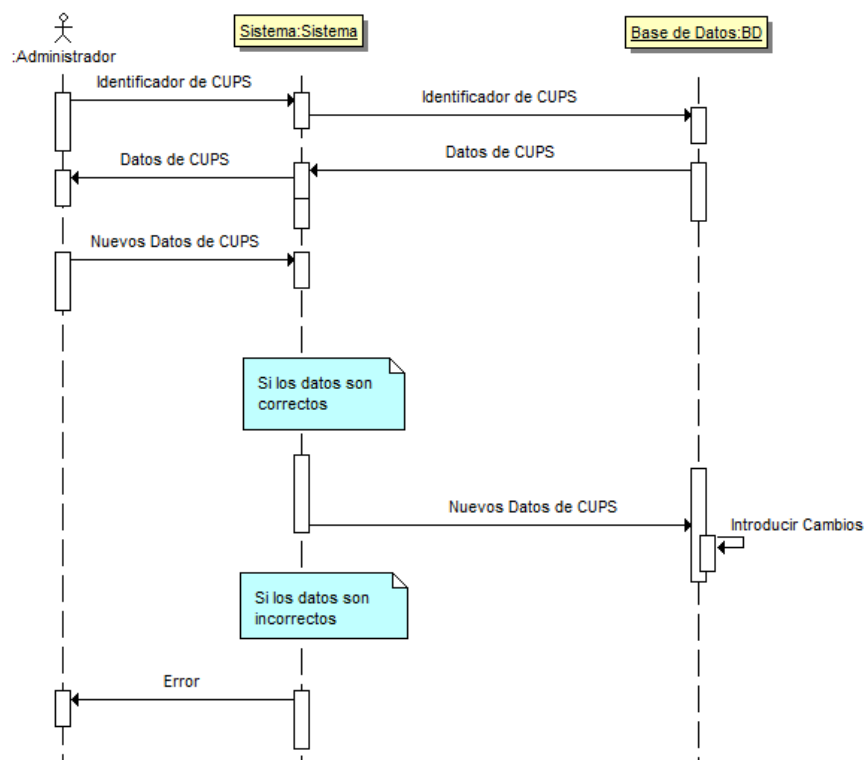 Sistema:Sistema
Base de Datos:BD
:Administrador
Identificador de CUPS
Identificador de CUPS
Datos de CUPS
Datos de CUPS
Nuevos Datos de CUPS
Si los datos son
correctos
Nuevos Datos de CUPS
Introducir Cambios
Si los datos son
incorrectos
Error